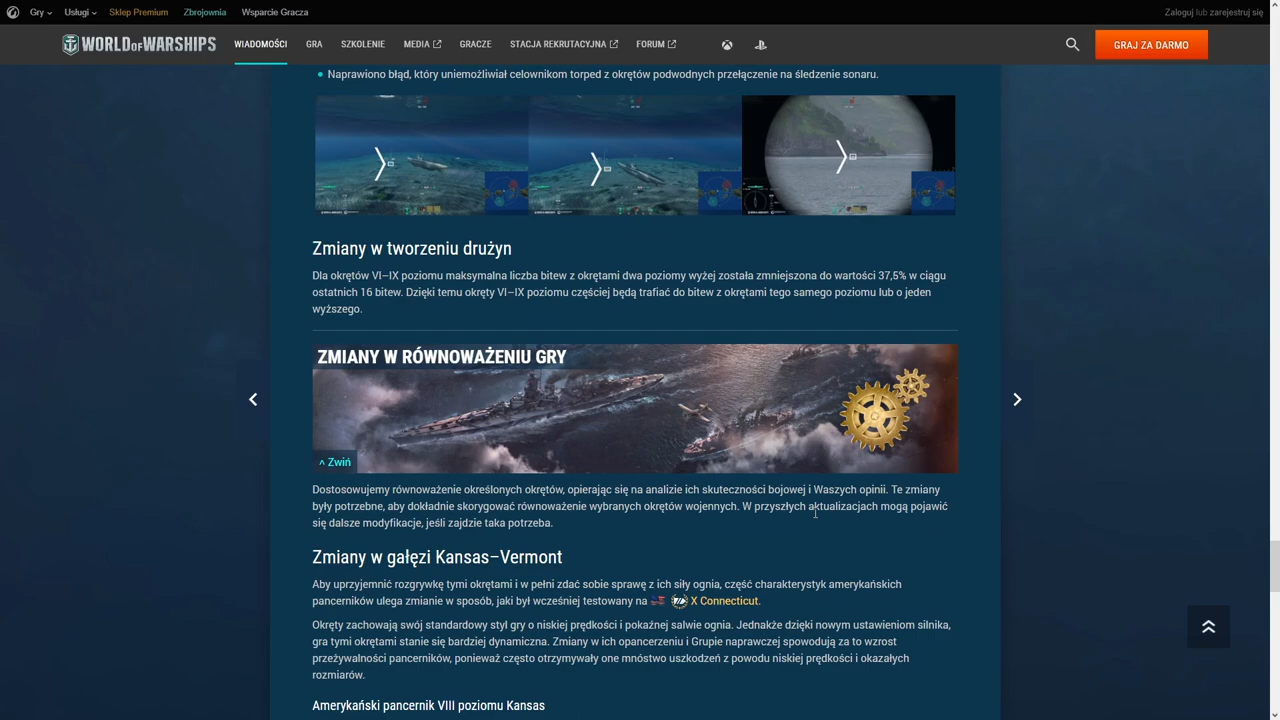 Gry Usługi Sklep Premium Zbrojownia Wsparcie Gracza Zaloguj lub zarejestruj się
WORLD OF WARSHIPS WIADOMOŚCI GRA SZKOLENIE MEDIA GRACZE STACJA REKRUTACYJNA FORUM GRAJ ZA DARMO
Naprawiono błąd, który uniemożliwiał celownikom torped z okrętów podwodnych przełączenie na śledzenie sonaru.
Zmiany w tworzeniu drużyn
Dla okrętów VI–IX poziomu maksymalna liczba bitew z okrętami dwa poziomy wyżej została zmniejszona do wartości 37,5% w ciągu
ostatnich 16 bitew. Dzięki temu okręty VI–IX poziomu częściej będą trafiać do bitew z okrętami tego samego poziomu lub o jeden
wyższego.
ZMIANY W RÓWNOWAŻENIU GRY
^ Zwiń
Dostosowujemy równoważenie określonych okrętów, opierając się na analizie ich skuteczności bojowej i Waszych opinii. Te zmiany
były potrzebne, aby dokładnie skorygować równoważenie wybranych okrętów wojennych. W przyszłych aktualizacjach mogą pojawić
się dalsze modyfikacje, jeśli zajdzie taka potrzeba.
Zmiany w gałęzi Kansas–Vermont
Aby uprzyjemnić rozgrywkę tymi okrętami i w pełni zdać sobie sprawę z ich siły ognia, część charakterystyk amerykańskich
pancerników ulega zmianie w sposób, jaki był wcześniej testowany na X Connecticut.
Okręty zachowają swój standardowy styl gry o niskiej prędkości i pokaźnej salwie ognia. Jednakże dzięki nowym ustawieniom silnika,
gra tymi okrętami stanie się bardziej dynamiczna. Zmiany w ich opancerzeniu i Grupie naprawczej spowodują za to wzrost
przeżywalności pancerników, ponieważ często otrzymywały one mnóstwo uszkodzeń z powodu niskiej prędkości i okazałych
rozmiarów.
Amerykański pancernik VIII poziomu Kansas